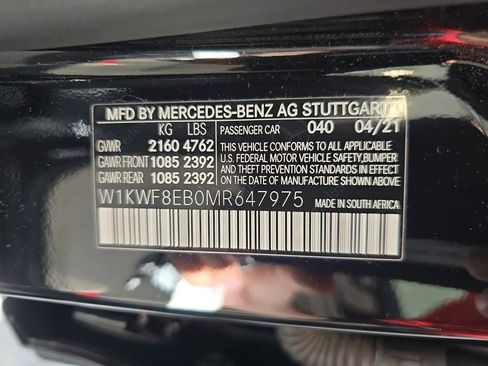 MFD BY MERCEDES-BENZ AG STUTTGART
KG LBS PASSENGER CAR 040 04/21
GVWR 2160 4762 THIS VEHICLE CONFORMS TO ALL APPLICABLE
GAWR FRONT 1085 2392 U.S. FEDERAL MOTOR VEHICLE SAFETY, BUMPER
GAWR REAR 1085 2392 AND THEFT PREVENTION STANDARDS IN EFFECT ON THE DATE OF MANUFACTURE SHOWN ABOVE.
W1KWF8EB0MR647975 MADE IN SOUTH AFRICA